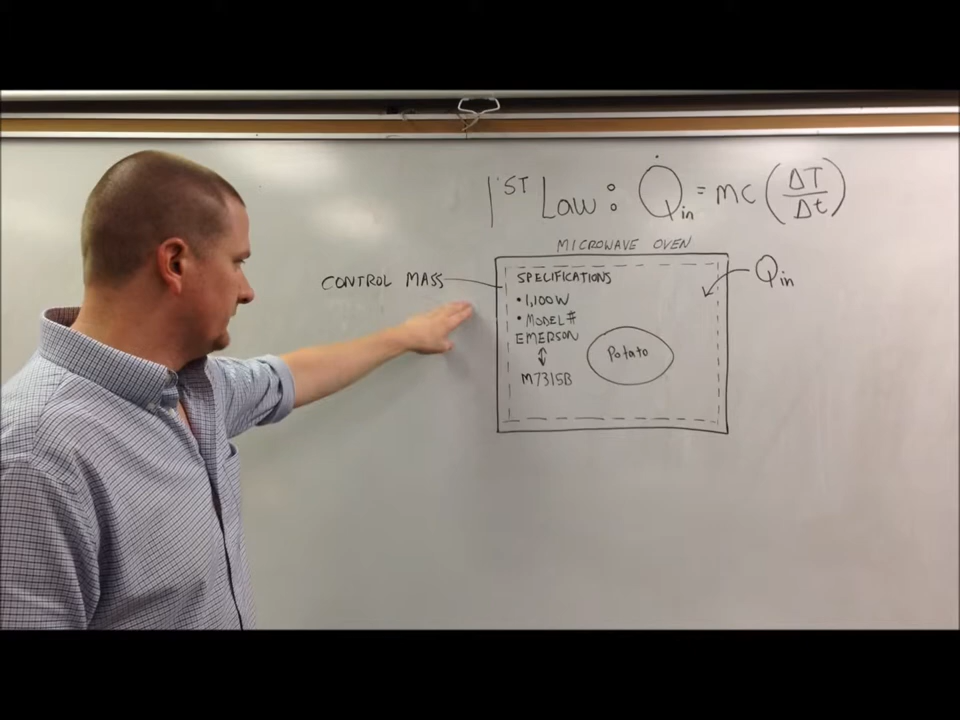 1ST Law: Q̇in = mc (ΔT/Δt)
MICROWAVE OVEN
CONTROL MASS
SPECIFICATIONS
• 1,100W
• MODEL #
EMERSON
↕
M7315B
Potato
Qin